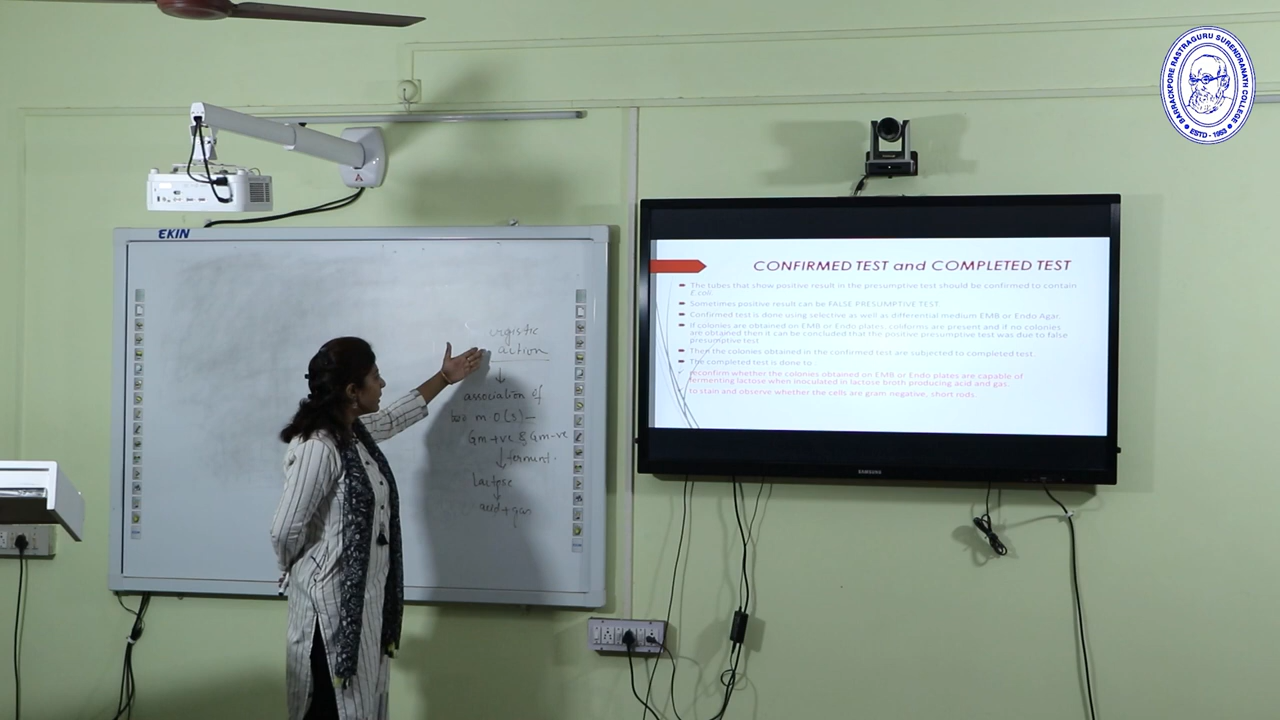 BARRACKPORE RASTRAGURU SURENDRANATH COLLEGE
ESTD - 1953
EKIN
ergistic
action
association of
two m O(s) –
Gm+ve & Gm-ve
↓ ferment.
lactose
acid+gas
CONFIRMED TEST and COMPLETED TEST
The tubes that show positive result in the presumptive test should be confirmed to contain
E.coli.
Sometimes positive result can be FALSE PRESUMPTIVE TEST
Confirmed test is done using selective as well as differential medium EMB or Endo Agar.
If colonies are obtained on EMB or Endo plates, coliforms are present and if no colonies
are obtained then it can be concluded that the positive presumptive test was due to false
presumptive test
Then the colonies obtained in the confirmed test are subjected to completed test.
The completed test is done to
reconfirm whether the colonies obtained on EMB or Endo plates are capable of
fermenting lactose when inoculated in lactose broth producing acid and gas.
to stain and observe whether the cells are gram negative, short rods.
SAMSUNG